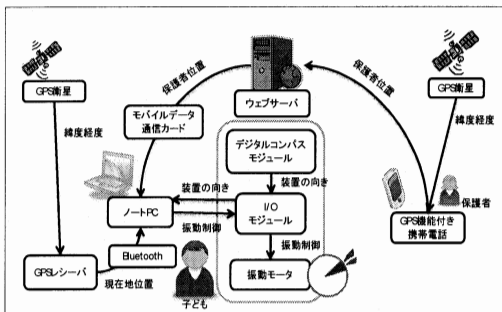 GPS衛星
緯度経度
保護者位置
モバイルデータ
通信カード
ウェブサーバ
保護者位置
GPS衛星
緯度経度
デジタルコンパス
モジュール
装置の向き
装置の向き
ノートPC
I/O
モジュール
振動制御
振動制御
保護者
GPS機能付き
携帯電話
Bluetooth
GPSレシーバ
現在地位置
子ども
振動モータ